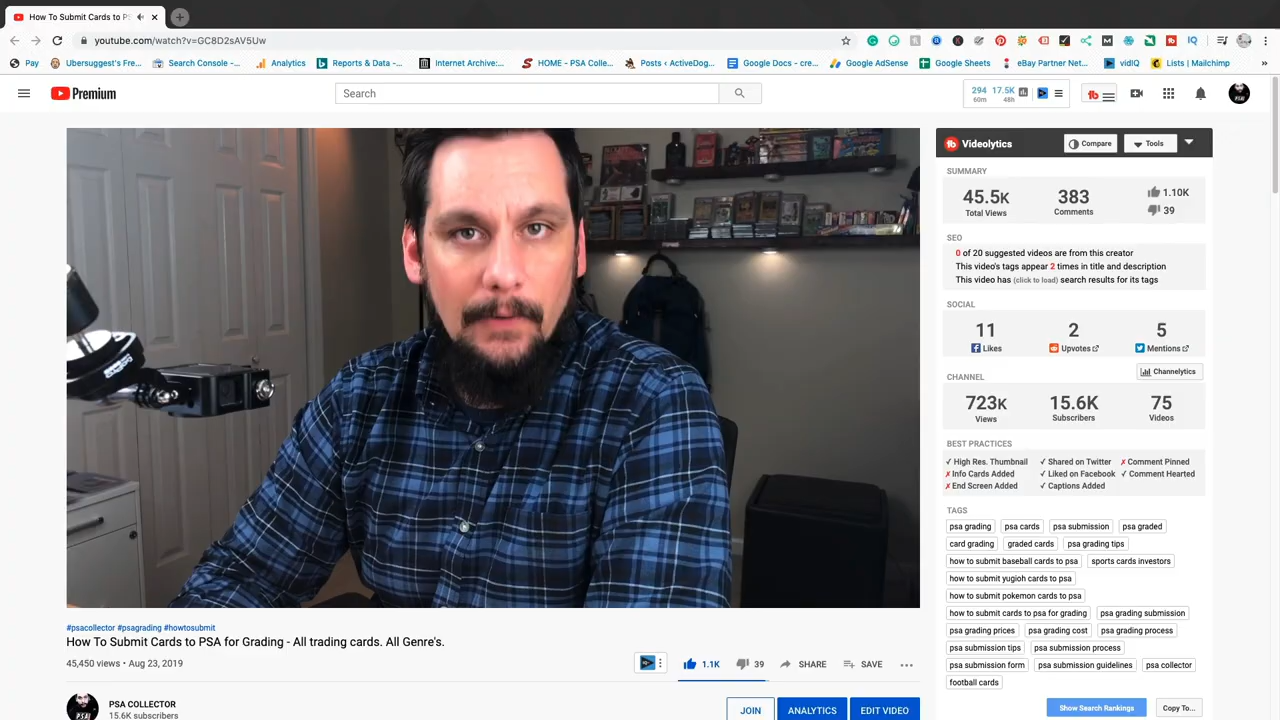 How To Submit Cards to PS
youtube.com/watch?v=GC8D2sAV5Uw
Pay
Ubersuggest's Fre...
Search Console -...
Analytics
Reports & Data -...
Internet Archive:...
HOME - PSA Colle...
Posts ‹ ActiveDog...
Google Docs - cre...
Google AdSense
Google Sheets
eBay Partner Net...
vidIQ
Lists | Mailchimp
»
Premium
Search
294 17.5K
60m 48h
Videolytics
Compare
Tools
SUMMARY
45.5K 383 1.10K
Total Views Comments 39
SEO
0 of 20 suggested videos are from this creator
This video's tags appear 2 times in title and description
This video has (click to load) search results for its tags
SOCIAL
11 2 5
Likes Upvotes Mentions
CHANNEL
Channelytics
723K 15.6K 75
Views Subscribers Videos
BEST PRACTICES
✓ High Res. Thumbnail ✓ Shared on Twitter ✗ Comment Pinned
✗ Info Cards Added ✓ Liked on Facebook ✓ Comment Hearted
✗ End Screen Added ✓ Captions Added
TAGS
psa grading psa cards psa submission psa graded
card grading graded cards psa grading tips
how to submit baseball cards to psa sports cards investors
how to submit yugioh cards to psa
how to submit pokemon cards to psa
how to submit cards to psa for grading psa grading submission
psa grading prices psa grading cost psa grading process
psa submission tips psa submission process
psa submission form psa submission guidelines psa collector
football cards
Show Search Rankings Copy To...
#psacollector #psagrading #howtosubmit
How To Submit Cards to PSA for Grading - All trading cards. All Genre's.
45,450 views • Aug 23, 2019
1.1K 39 SHARE SAVE
PSA COLLECTOR
15.6K subscribers
JOIN ANALYTICS EDIT VIDEO